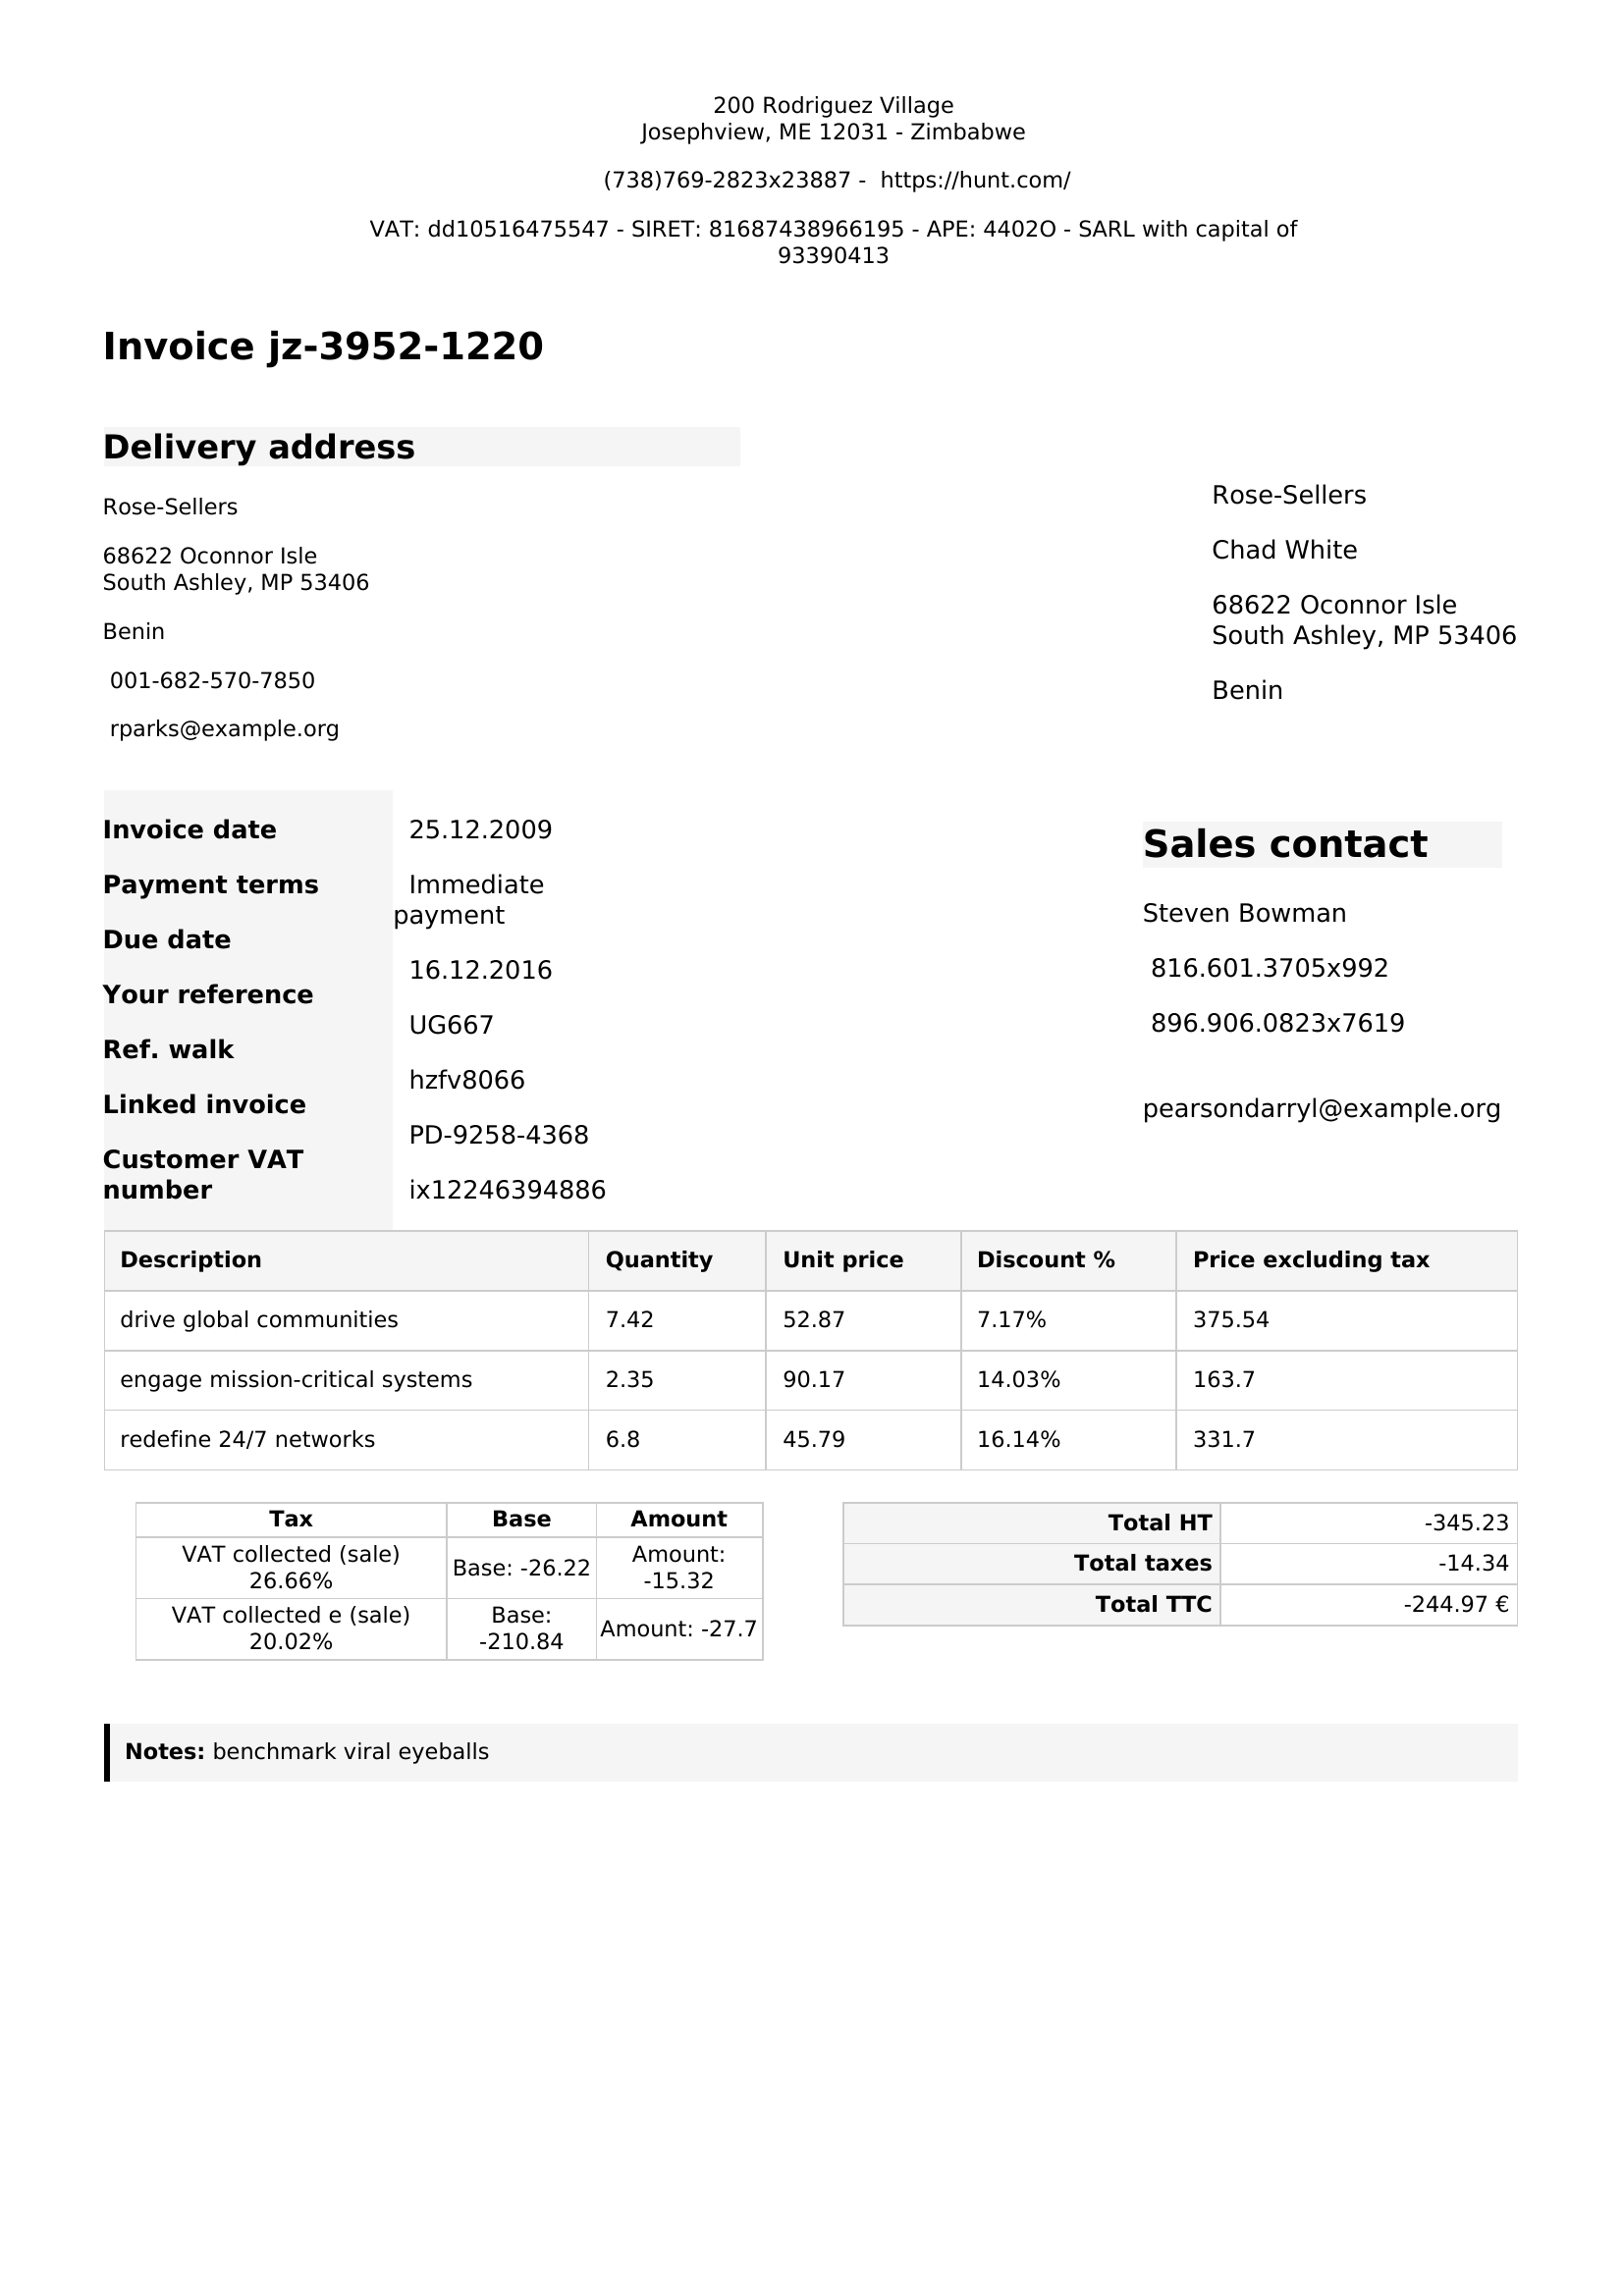 200 Rodriguez Village
Josephview, ME 12031 - Zimbabwe
(738)769-2823x23887 - https://hunt.com/
VAT: dd10516475547 - SIRET: 81687438966195 - APE: 4402O - SARL with capital of
93390413
Invoice jz-3952-1220
Delivery address
Rose-Sellers
68622 Oconnor Isle
South Ashley, MP 53406
Benin
001-682-570-7850
rparks@example.org
Rose-Sellers
Chad White
68622 Oconnor Isle
South Ashley, MP 53406
Benin
Invoice date
Payment terms
Due date
Your reference
Ref. walk
Linked invoice
Customer VAT
number
25.12.2009
Immediate
payment
16.12.2016
UG667
hzfv8066
PD-9258-4368
ix12246394886
Sales contact
Steven Bowman
816.601.3705x992
896.906.0823x7619
pearsondarryl@example.org
Description Quantity Unit price Discount % Price excluding tax
drive global communities 7.42 52.87 7.17% 375.54
engage mission-critical systems 2.35 90.17 14.03% 163.7
redefine 24/7 networks 6.8 45.79 16.14% 331.7
Tax Base Amount
VAT collected (sale)
26.66%
Base: -26.22
Amount:
-15.32
VAT collected e (sale)
20.02%
Base:
-210.84
Amount: -27.7
Total HT -345.23
Total taxes -14.34
Total TTC -244.97 €
Notes: benchmark viral eyeballs